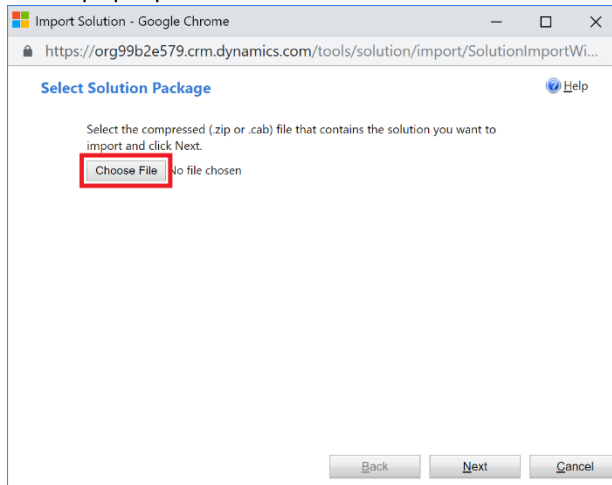 Import Solution - Google Chrome
https://org99b2e579.crm.dynamics.com/tools/solution/import/SolutionImportWi...
Select Solution Package
Help
Select the compressed (.zip or .cab) file that contains the solution you want to
import and click Next.
Choose File No file chosen
Back Next Cancel